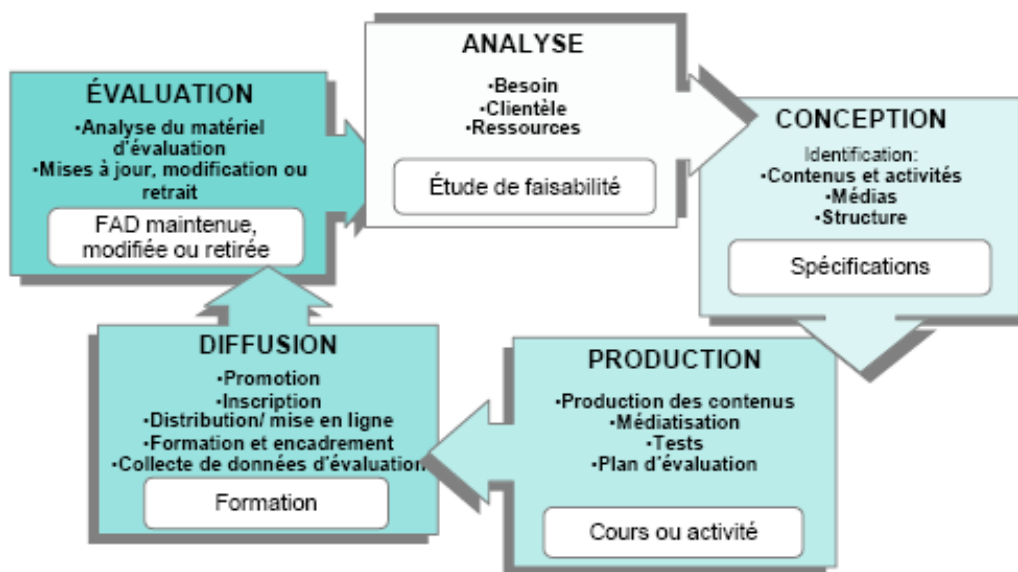 ANALYSE
•Besoin
•Clientèle
•Ressources
Étude de faisabilité
CONCEPTION
Identification:
•Contenus et activités
•Médias
•Structure
Spécifications
PRODUCTION
•Production des contenus
•Médiatisation
•Tests
•Plan d'évaluation
Cours ou activité
DIFFUSION
•Promotion
•Inscription
•Distribution/ mise en ligne
•Formation et encadrement
•Collecte de données d'évaluation
Formation
ÉVALUATION
•Analyse du matériel
d'évaluation
•Mises à jour, modification ou
retrait
FAD maintenue,
modifiée ou retirée